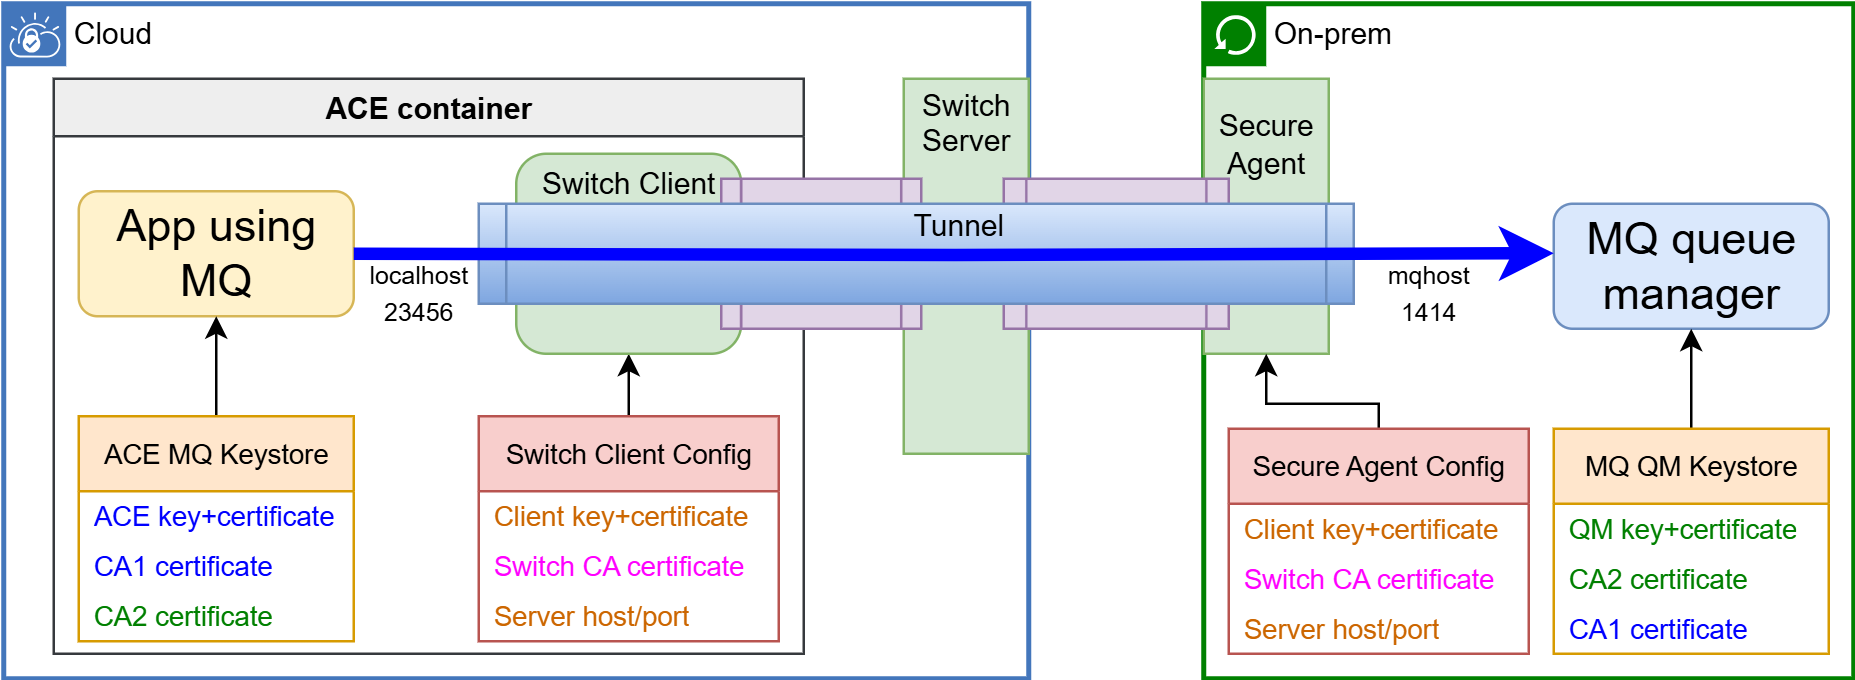 Cloud
On-prem
ACE container
Switch
Server
Secure
Agent
Switch Client
Tunnel
App using
MQ
localhost
23456
mqhost
1414
MQ queue
manager
ACE MQ Keystore
ACE key+certificate
CA1 certificate
CA2 certificate
Switch Client Config
Client key+certificate
Switch CA certificate
Server host/port
Secure Agent Config
Client key+certificate
Switch CA certificate
Server host/port
MQ QM Keystore
QM key+certificate
CA2 certificate
CA1 certificate